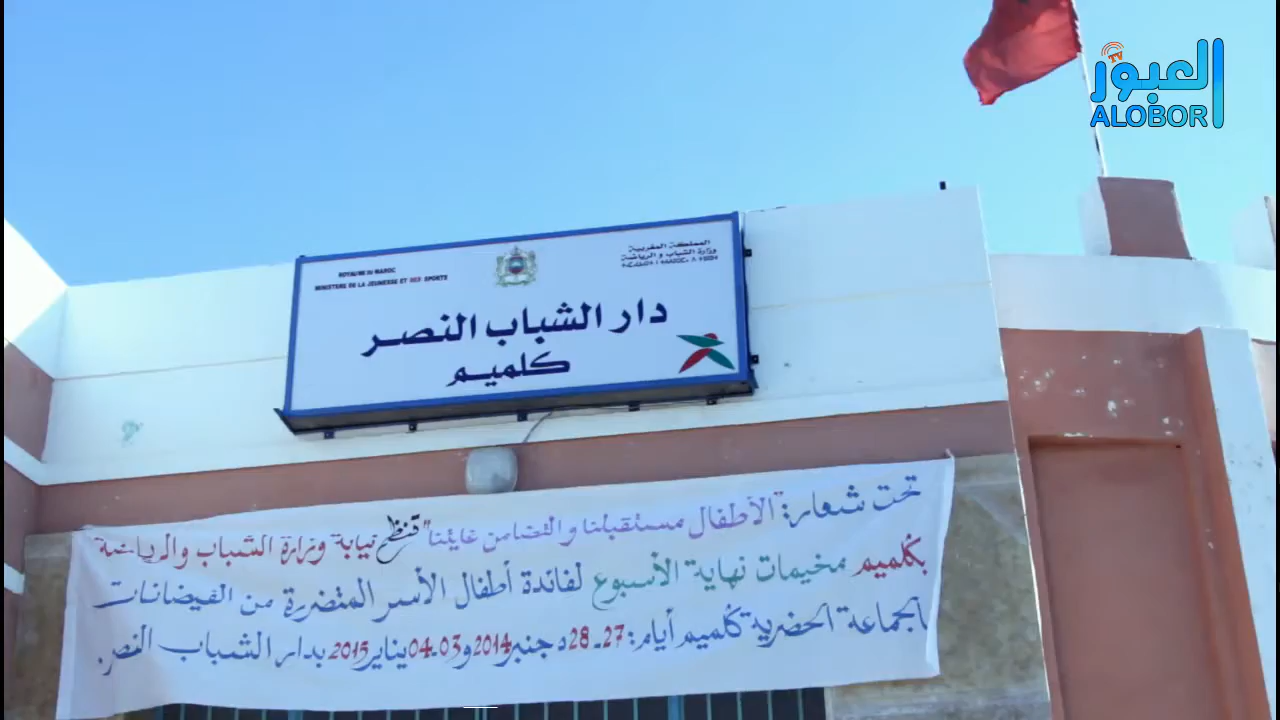 العبور
TV
ALOBOR
ROYAUME DU MAROC
MINISTERE DE LA JEUNESSE ET DES SPORTS
المملكة المغربية
وزارة الشباب و الرياضة
دار الشباب النصر
كلميم
تحت شعار: "الأطفال مستقبلنا والتضامن غايتنا" تنظم نيابة وزارة الشباب والرياضة
بكلميم مخيمات نهاية الأسبوع لفائدة أطفال الأسر المتضررة من الفيضانات
بالجماعة الحضرية كلميم أيام: 27-28 دجنبر 2014 و 03-04 يناير 2015 بدار الشباب النصر.